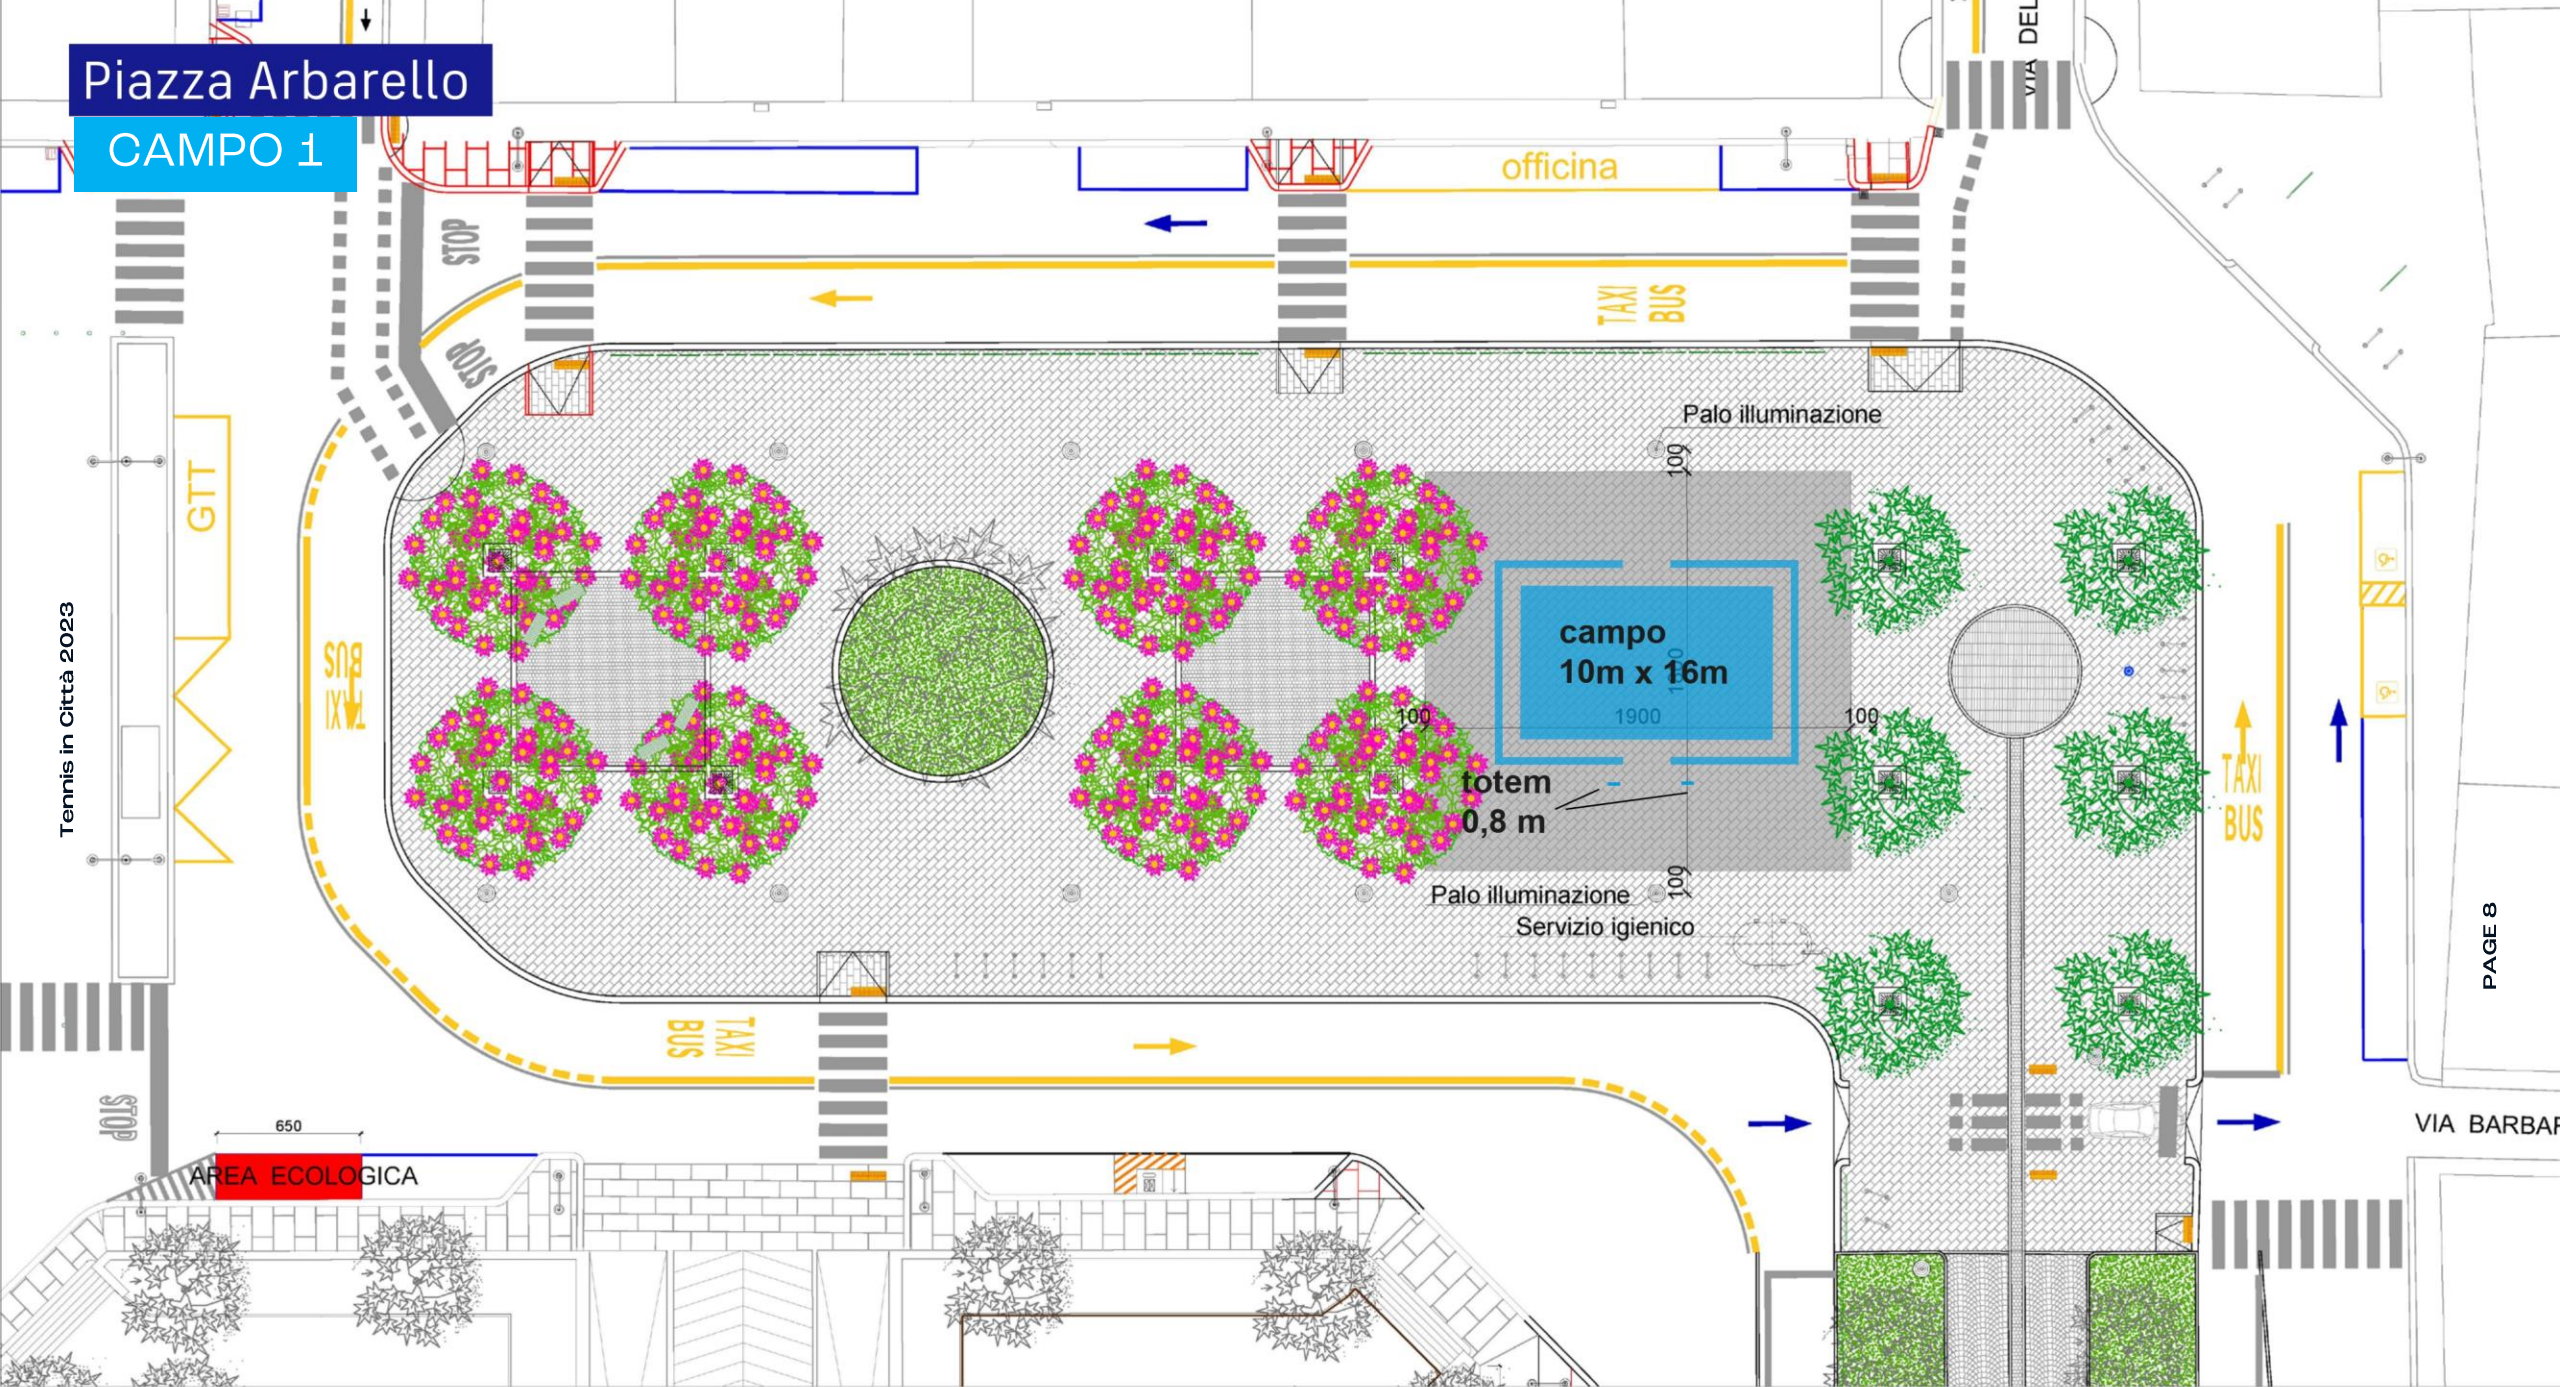 Piazza Arbarello
CAMPO 1
VIA DEL
officina
STOP
STOP
TAXI
BUS
Palo illuminazione
100
GTT
campo
10m x 16m
100
1900
100
totem
0,8 m
100
Palo illuminazione
Servizio igienico
TAXI
BUS
TAXI
BUS
TAXI
BUS
STOP
650
AREA ECOLOGICA
VIA BARBAR
Tennis in Città 2023
PAGE 8